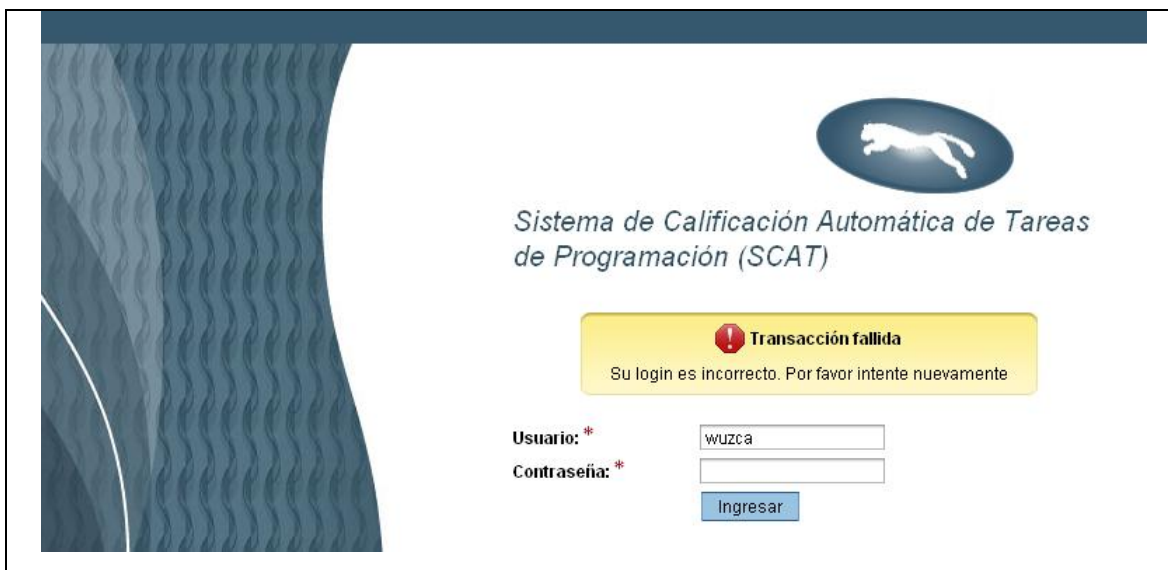 Sistema de Calificación Automática de Tareas
de Programación (SCAT)
Transacción fallida
Su login es incorrecto. Por favor intente nuevamente
Usuario: *
wuzca
Contraseña: *
Ingresar